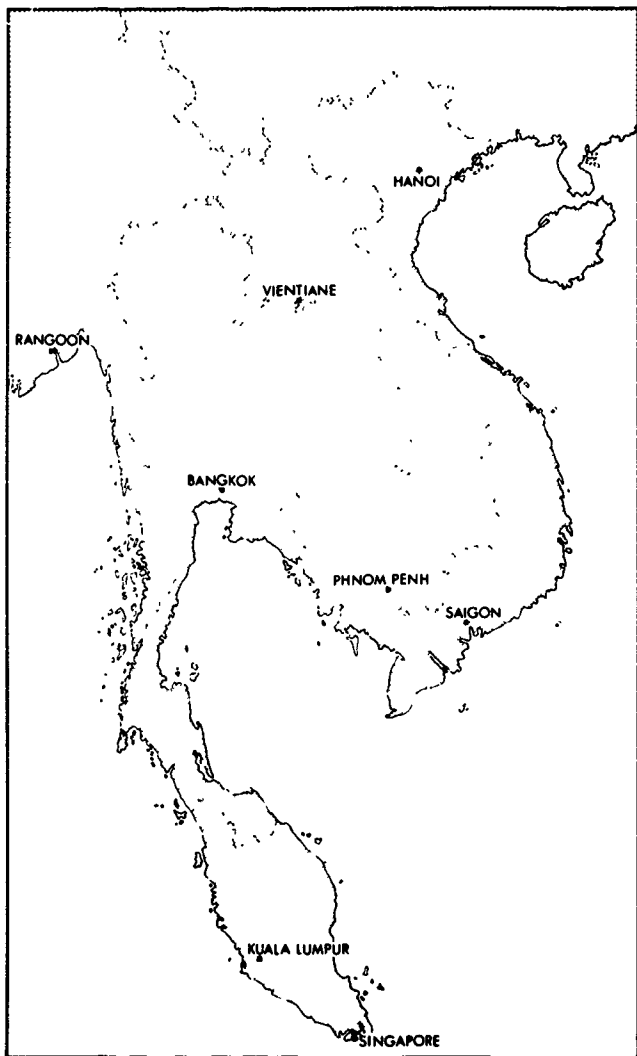 HANOI
VIENTIANE
RANGOON
BANGKOK
PHNOM PENH
SAIGON
KUALA LUMPUR
SINGAPORE